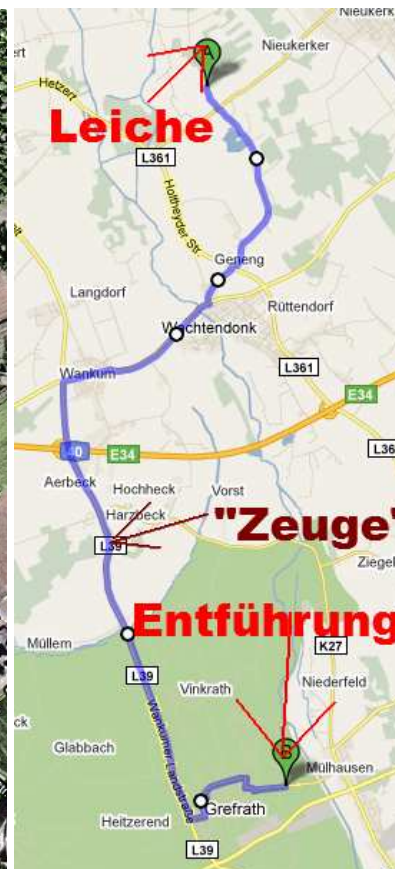 Nieukerk
Nieukerker
A
Hetzert
Leiche
L361
Holtheyder Str
Geneng
Langdorf
Rüttendorf
Wachtendonk
L361
Wankum
E34
40
E34
Aerbeck
Hochheck
Vorst
Harzbeck
"Zeuge"
L39
Ziegel
Entführung
Müllem
K27
L39
Vinkrath
Niederfeld
Wankumer Landstraße
Glabbach
B
Mülhausen
Grefrath
Heitzerend
L39